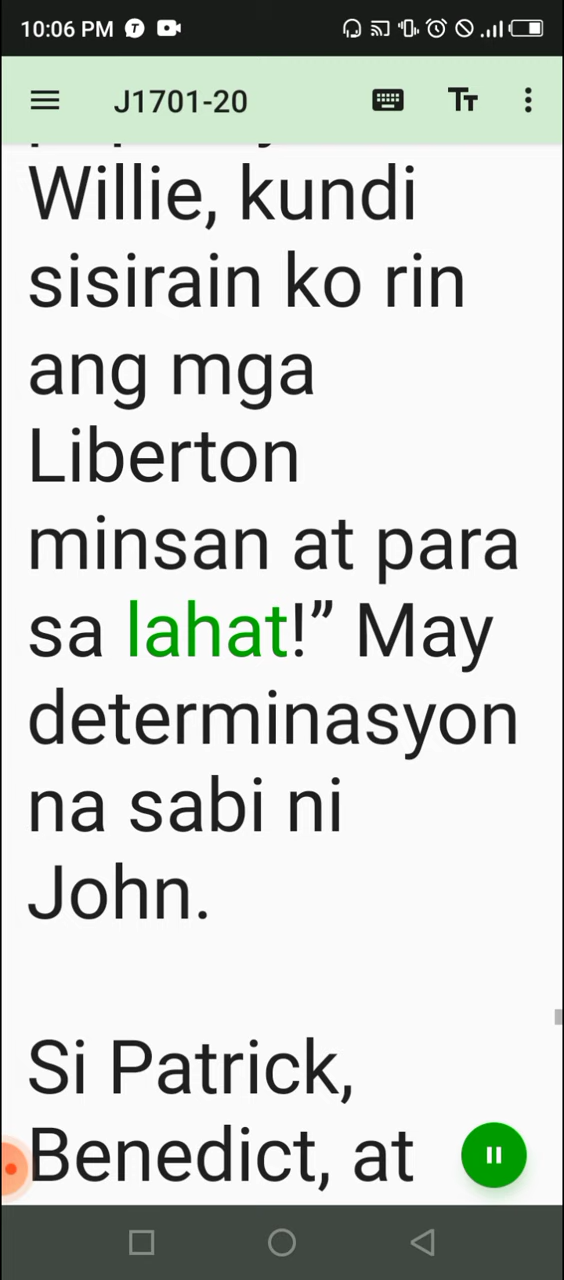 10:06 PM
J1701-20
Willie, kundi
sisirain ko rin
ang mga
Liberton
minsan at para
sa lahat!” May
determinasyon
na sabi ni
John.
Si Patrick,
Benedict, at